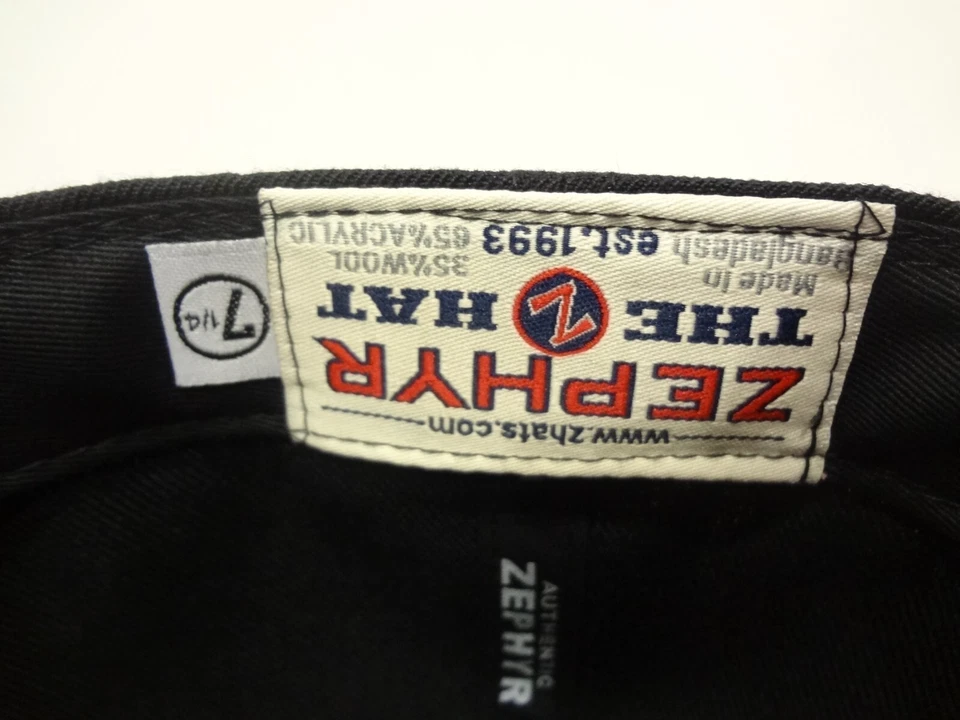 www.zhats.com
ZEPHYR
THE Z HAT
Made In
Bangladesh
est.1993
35%WOOL
65%ACRYLIC
7 1/4
AUTHENTIC
ZEPHYR